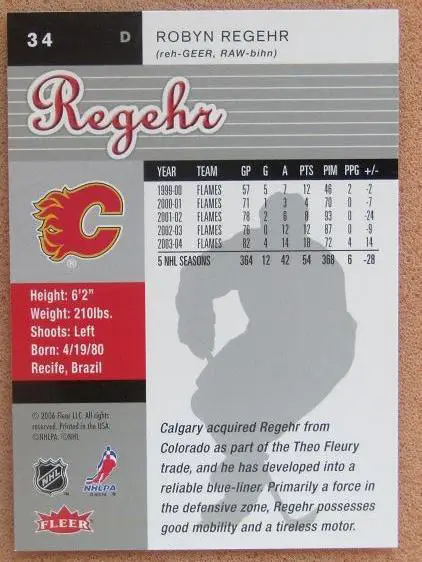 34 D ROBYN REGEHR
(reh-GEER, RAW-bihn)
Regehr
YEAR TEAM GP G A PTS PIM PPG +/-
1999-00 FLAMES 57 5 7 12 46 2 -2
2000-01 FLAMES 71 1 3 4 70 0 -7
2001-02 FLAMES 78 2 6 8 93 0 -24
2002-03 FLAMES 76 0 12 12 87 0 -9
2003-04 FLAMES 82 4 14 18 72 4 14
5 NHL SEASONS 364 12 42 54 368 6 -28
C
®
Height: 6'2"
Weight: 210lbs.
Shoots: Left
Born: 4/19/80
Recife, Brazil
© 2006 Fleer LLC. All rights
reserved. Printed in the USA.
©NHLPA. ©NHL
NHL
NHLPA
FLEER
Calgary acquired Regehr from
Colorado as part of the Theo Fleury
trade, and he has developed into a
reliable blue-liner. Primarily a force in
the defensive zone, Regehr possesses
good mobility and a tireless motor.